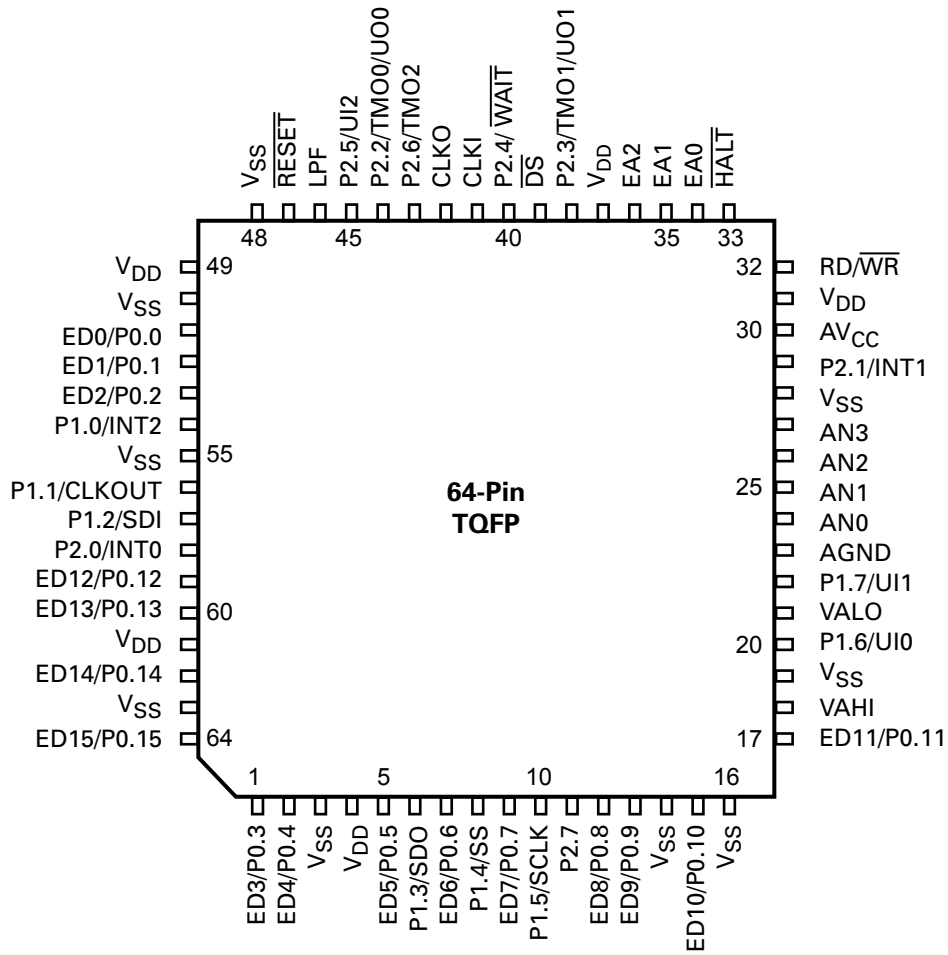 V̅SS
RESET
LPF
P2.5/UI2
P2.2/TMO0/UO0
P2.6/TMO2
CLKO
CLKI
P2.4/ WAIT
DS
P2.3/TMO1/UO1
VDD
EA2
EA1
EA0
HALT
48
45
40
35
33
VDD
49
VSS
ED0/P0.0
ED1/P0.1
ED2/P0.2
P1.0/INT2
VSS
55
P1.1/CLKOUT
P1.2/SDI
P2.0/INT0
ED12/P0.12
ED13/P0.13
60
VDD
ED14/P0.14
VSS
ED15/P0.15
64
64-Pin
TQFP
32
RD/WR
VDD
30
AVCC
P2.1/INT1
VSS
AN3
AN2
25
AN1
AN0
AGND
P1.7/UI1
VALO
20
P1.6/UI0
VSS
VAHI
17
ED11/P0.11
1
5
10
16
ED3/P0.3
ED4/P0.4
VSS
VDD
ED5/P0.5
P1.3/SDO
ED6/P0.6
P1.4/SS
ED7/P0.7
P1.5/SCLK
P2.7
ED8/P0.8
ED9/P0.9
VSS
ED10/P0.10
VSS